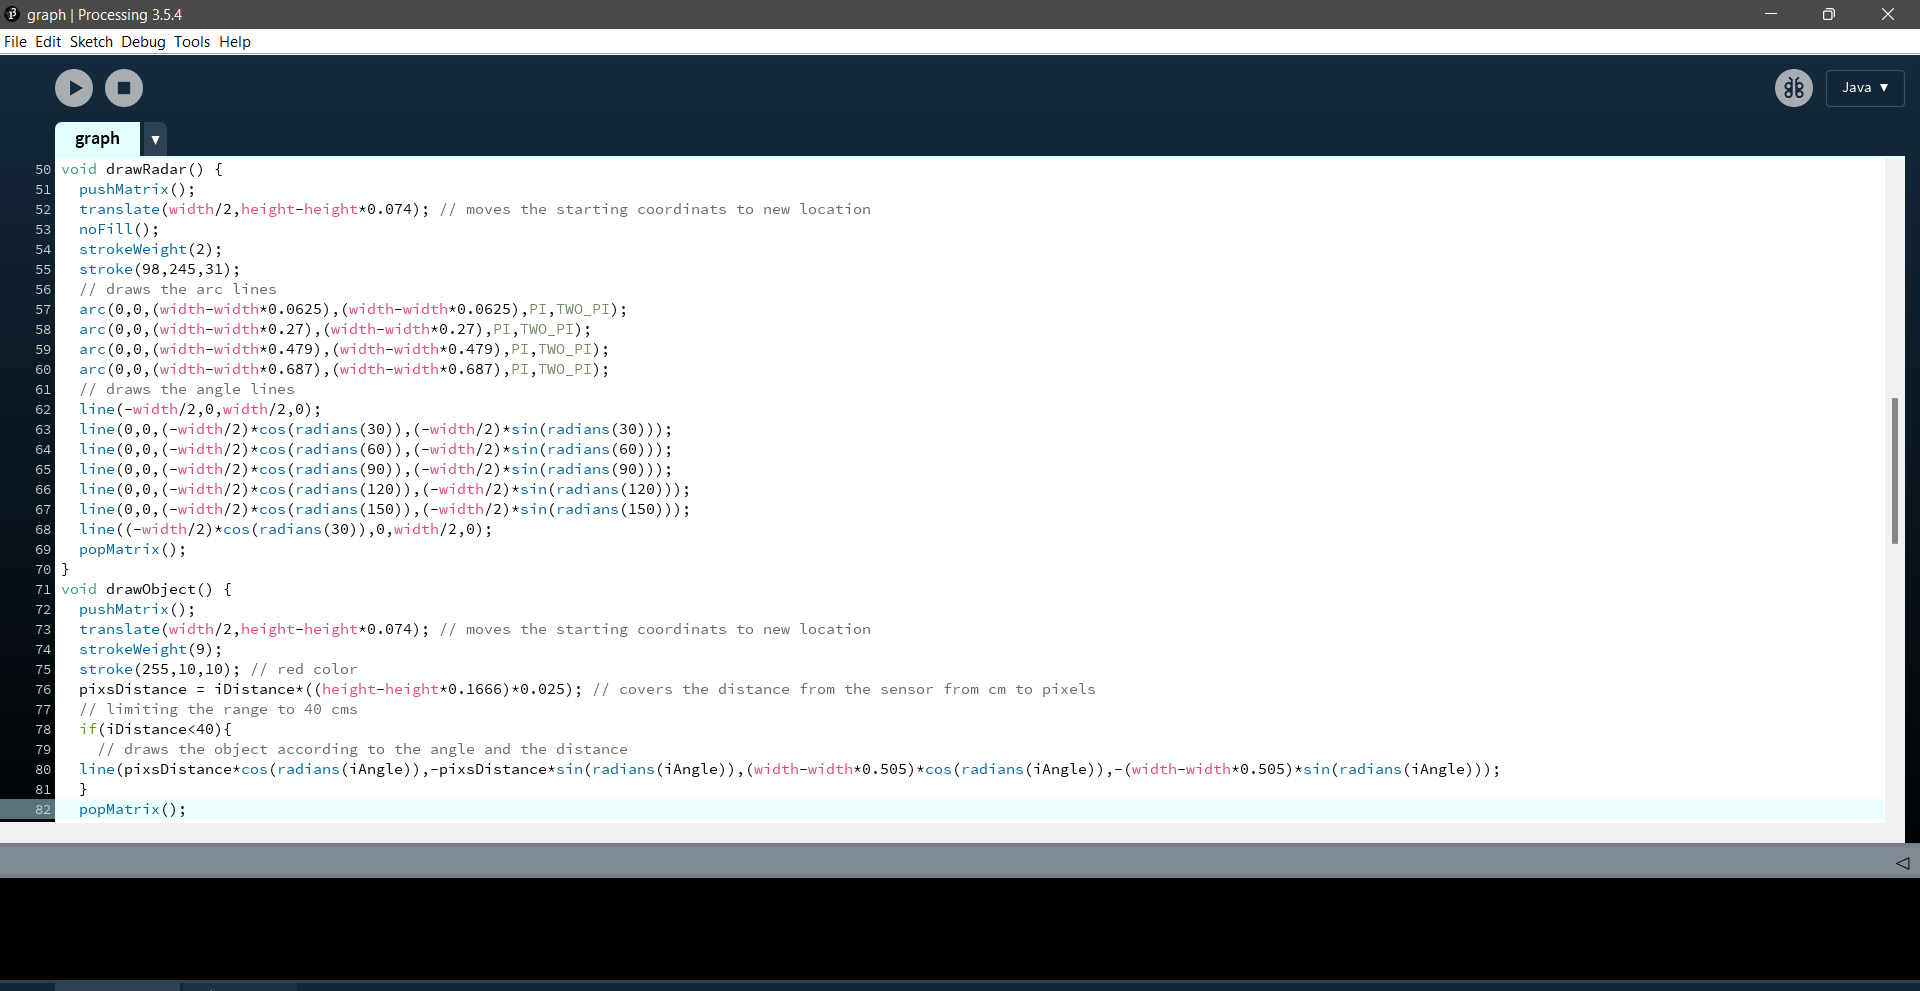 graph | Processing 3.5.4
File Edit Sketch Debug Tools Help
Java ▼
graph ▼
50 void drawRadar() {
51   pushMatrix();
52   translate(width/2,height-height*0.074); // moves the starting coordinats to new location
53   noFill();
54   strokeWeight(2);
55   stroke(98,245,31);
56   // draws the arc lines
57   arc(0,0,(width-width*0.0625),(width-width*0.0625),PI,TWO_PI);
58   arc(0,0,(width-width*0.27),(width-width*0.27),PI,TWO_PI);
59   arc(0,0,(width-width*0.479),(width-width*0.479),PI,TWO_PI);
60   arc(0,0,(width-width*0.687),(width-width*0.687),PI,TWO_PI);
61   // draws the angle lines
62   line(-width/2,0,width/2,0);
63   line(0,0,(-width/2)*cos(radians(30)),(-width/2)*sin(radians(30)));
64   line(0,0,(-width/2)*cos(radians(60)),(-width/2)*sin(radians(60)));
65   line(0,0,(-width/2)*cos(radians(90)),(-width/2)*sin(radians(90)));
66   line(0,0,(-width/2)*cos(radians(120)),(-width/2)*sin(radians(120)));
67   line(0,0,(-width/2)*cos(radians(150)),(-width/2)*sin(radians(150)));
68   line((-width/2)*cos(radians(30)),0,width/2,0);
69   popMatrix();
70 }
71 void drawObject() {
72   pushMatrix();
73   translate(width/2,height-height*0.074); // moves the starting coordinats to new location
74   strokeWeight(9);
75   stroke(255,10,10); // red color
76   pixsDistance = iDistance*((height-height*0.1666)*0.025); // covers the distance from the sensor from cm to pixels
77   // limiting the range to 40 cms
78   if(iDistance<40){
79     // draws the object according to the angle and the distance
80   line(pixsDistance*cos(radians(iAngle)),-pixsDistance*sin(radians(iAngle)),(width-width*0.505)*cos(radians(iAngle)),-(width-width*0.505)*sin(radians(iAngle)));
81   }
82   popMatrix();